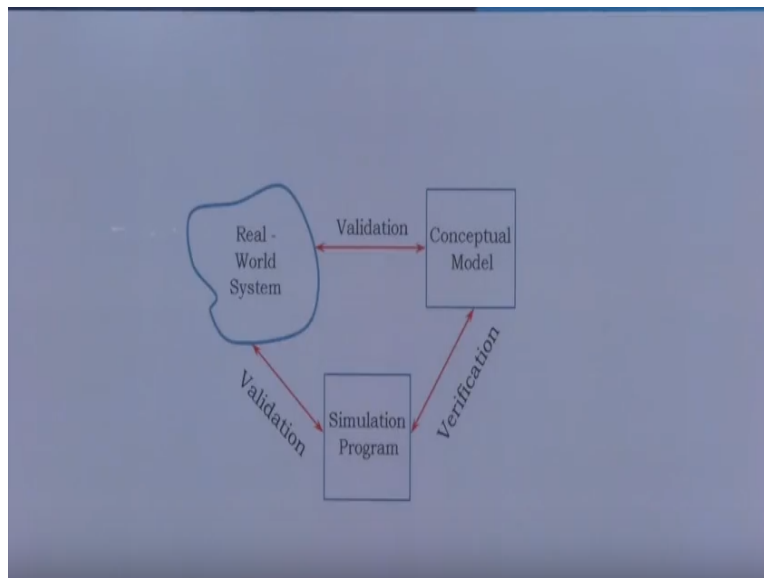 Real -
World
System
Validation
Conceptual
Model
Validation
Simulation
Program
Verification